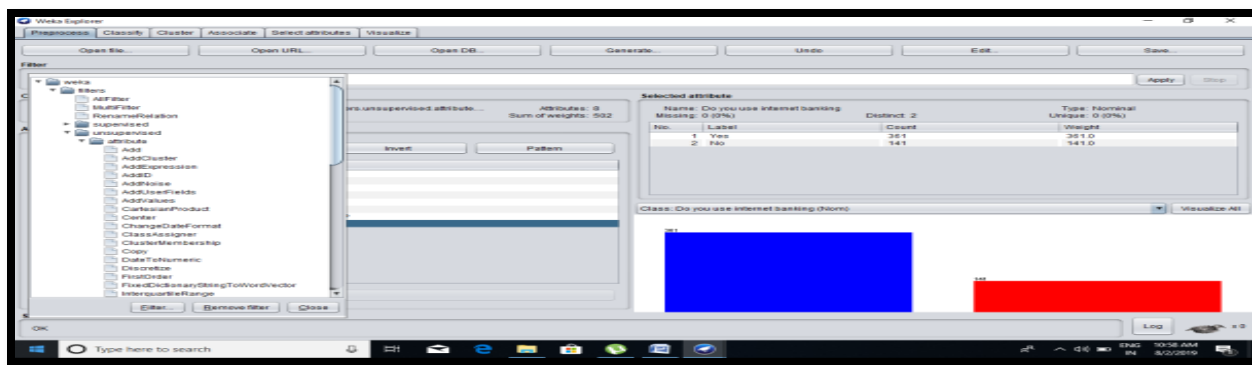 Weka Explorer
Preprocess Classify Cluster Associate Select attributes Visualize
Open file... Open URL... Open DB... Generate... Undo Edit... Save...
Filter
Apply Stop
weka
filters
AllFilter
MultiFilter
RenameRelation
supervised
unsupervised
attribute
Add
AddCluster
AddExpression
AddID
AddNoise
AddUserFields
AddValues
CartesianProduct
Center
ChangeDateFormat
ClassAssigner
ClusterMembership
Copy
DateToNumeric
Discretize
FirstOrder
FixedDictionaryStringToWordVector
InterquartileRange
Filter... Remove filter Close
rs.unsupervised.attribute... Attributes: 8
Sum of weights: 502
Invert Pattern
Selected attribute
Name: Do you use internet banking Type: Nominal
Missing: 0 (0%) Distinct: 2 Unique: 0 (0%)
No. Label Count Weight
1 Yes 361 361.0
2 No 141 141.0
Class: Do you use internet banking (Nom) Visualize All
361
141
OK
Log x 0
Type here to search
ENG 10:58 AM
IN 8/2/2019